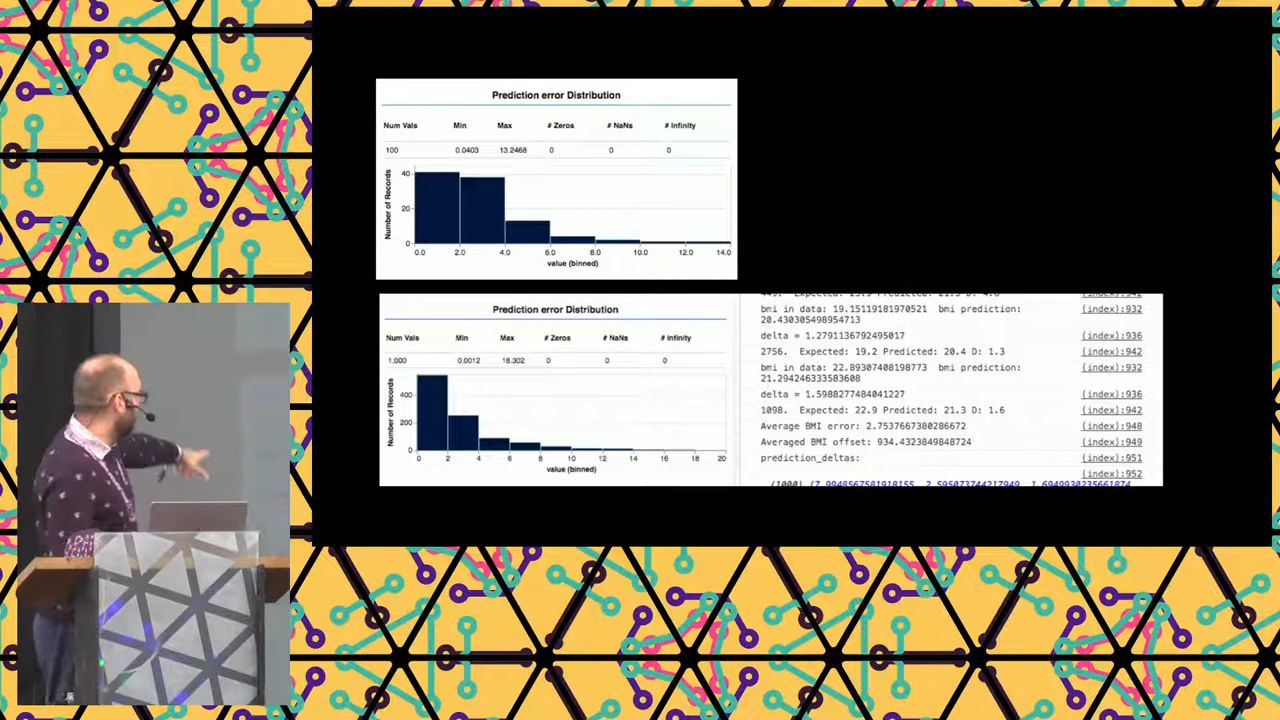 Prediction error Distribution
Num Vals Min Max # Zeros # NaNs # Infinity
100 0.0403 13.2468 0 0 0
Number of Records
40
20
0
0.0 2.0 4.0 6.0 8.0 10.0 12.0 14.0
value (binned)
Prediction error Distribution
Num Vals Min Max # Zeros # NaNs # Infinity
1,000 0.0012 18.302 0 0 0
Number of Records
400
200
0
0 2 4 6 8 10 12 14 16 18 20
value (binned)
bmi in data: 19.15119181970521 bmi prediction: (index):932
20.430305498954713
delta = 1.2791136792495017 (index):936
2756. Expected: 19.2 Predicted: 20.4 D: 1.3 (index):942
bmi in data: 22.89307408198773 bmi prediction: (index):932
21.294246333583608
delta = 1.5988277484041227 (index):936
1098. Expected: 22.9 Predicted: 21.3 D: 1.6 (index):942
Average BMI error: 2.7537667380286672 (index):948
Averaged BMI offset: 934.4323849848724 (index):949
prediction_deltas: (index):951
(index):952